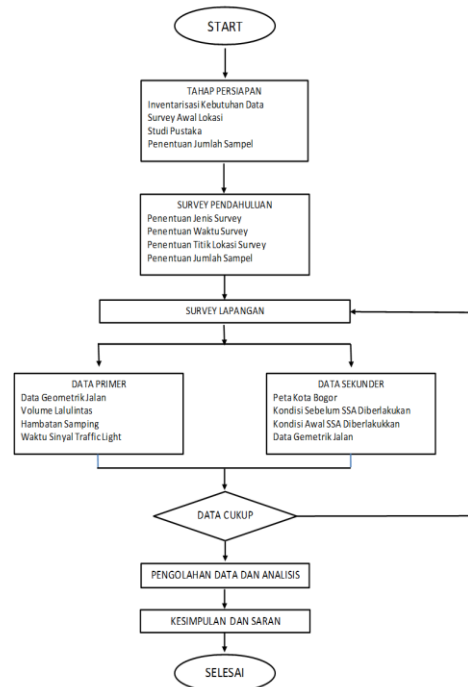 START
TAHAP PERSIAPAN
Inventarisasi Kebutuhan Data
Survey Awal Lokasi
Studi Pustaka
Penentuan Jumlah Sampel
SURVEY PENDAHULUAN
Penentuan Jenis Survey
Penentuan Waktu Survey
Penentuan Titik Lokasi Survey
Penentuan Jumlah Sampel
SURVEY LAPANGAN
DATA PRIMER
Data Geometrik Jalan
Volume Lalulintas
Hambatan Samping
Waktu Sinyal Traffic Light
DATA SEKUNDER
Peta Kota Bogor
Kondisi Sebelum SSA Diberlakukan
Kondisi Awal SSA Diberlakukkan
Data Gemetrik Jalan
DATA CUKUP
PENGOLAHAN DATA DAN ANALISIS
KESIMPULAN DAN SARAN
SELESAI